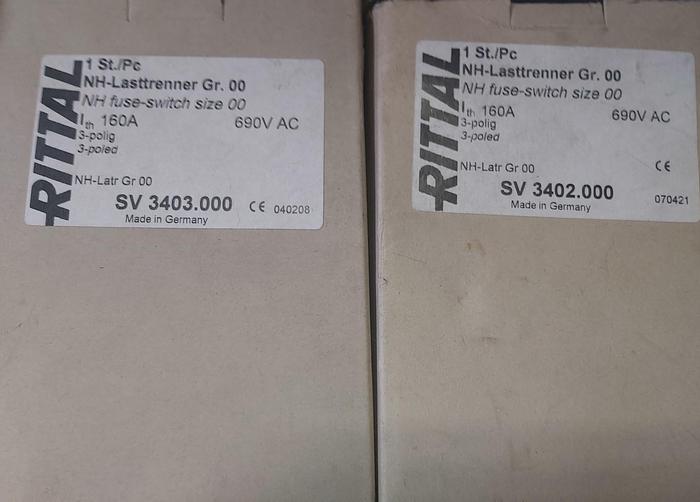 RITTAL
1 St./Pc
NH-Lasttrenner Gr. 00
NH fuse-switch size 00
Ith 160A 690V AC
3-polig
3-poled
NH-Latr Gr 00
SV 3403.000 CE 040208
Made in Germany
RITTAL
1 St./Pc
NH-Lasttrenner Gr. 00
NH fuse-switch size 00
Ith 160A 690V AC
3-polig
3-poled
NH-Latr Gr 00 CE
SV 3402.000
Made in Germany 070421